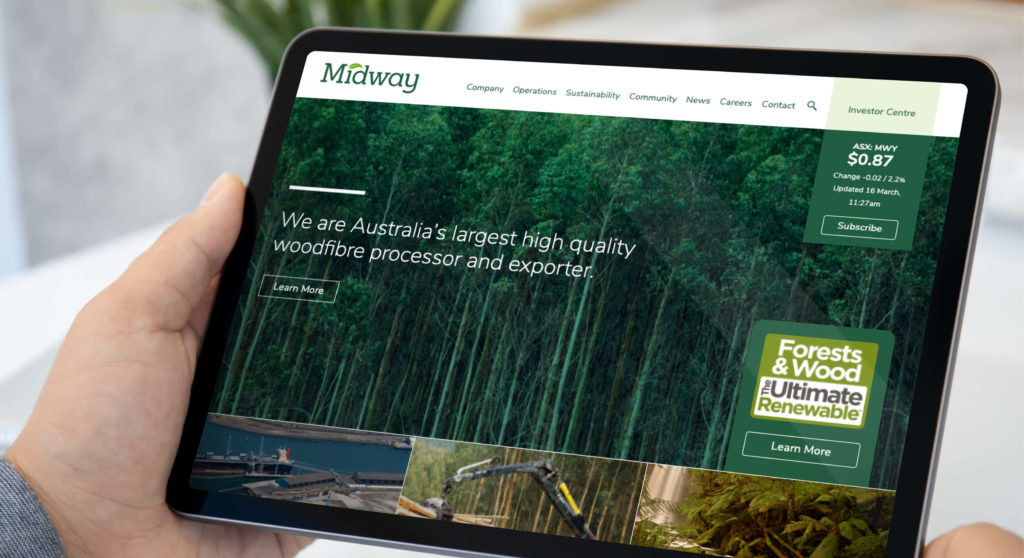 Midway
Company Operations Sustainability Community News Careers Contact
Investor Centre
ASX: MWY
$0.87
Change -0.02 / 2.2%
Updated 16 March,
11:27am
Subscribe
We are Australia's largest high quality
woodfibre processor and exporter.
Learn More
Forests
& Wood
The Ultimate
Renewable
Learn More